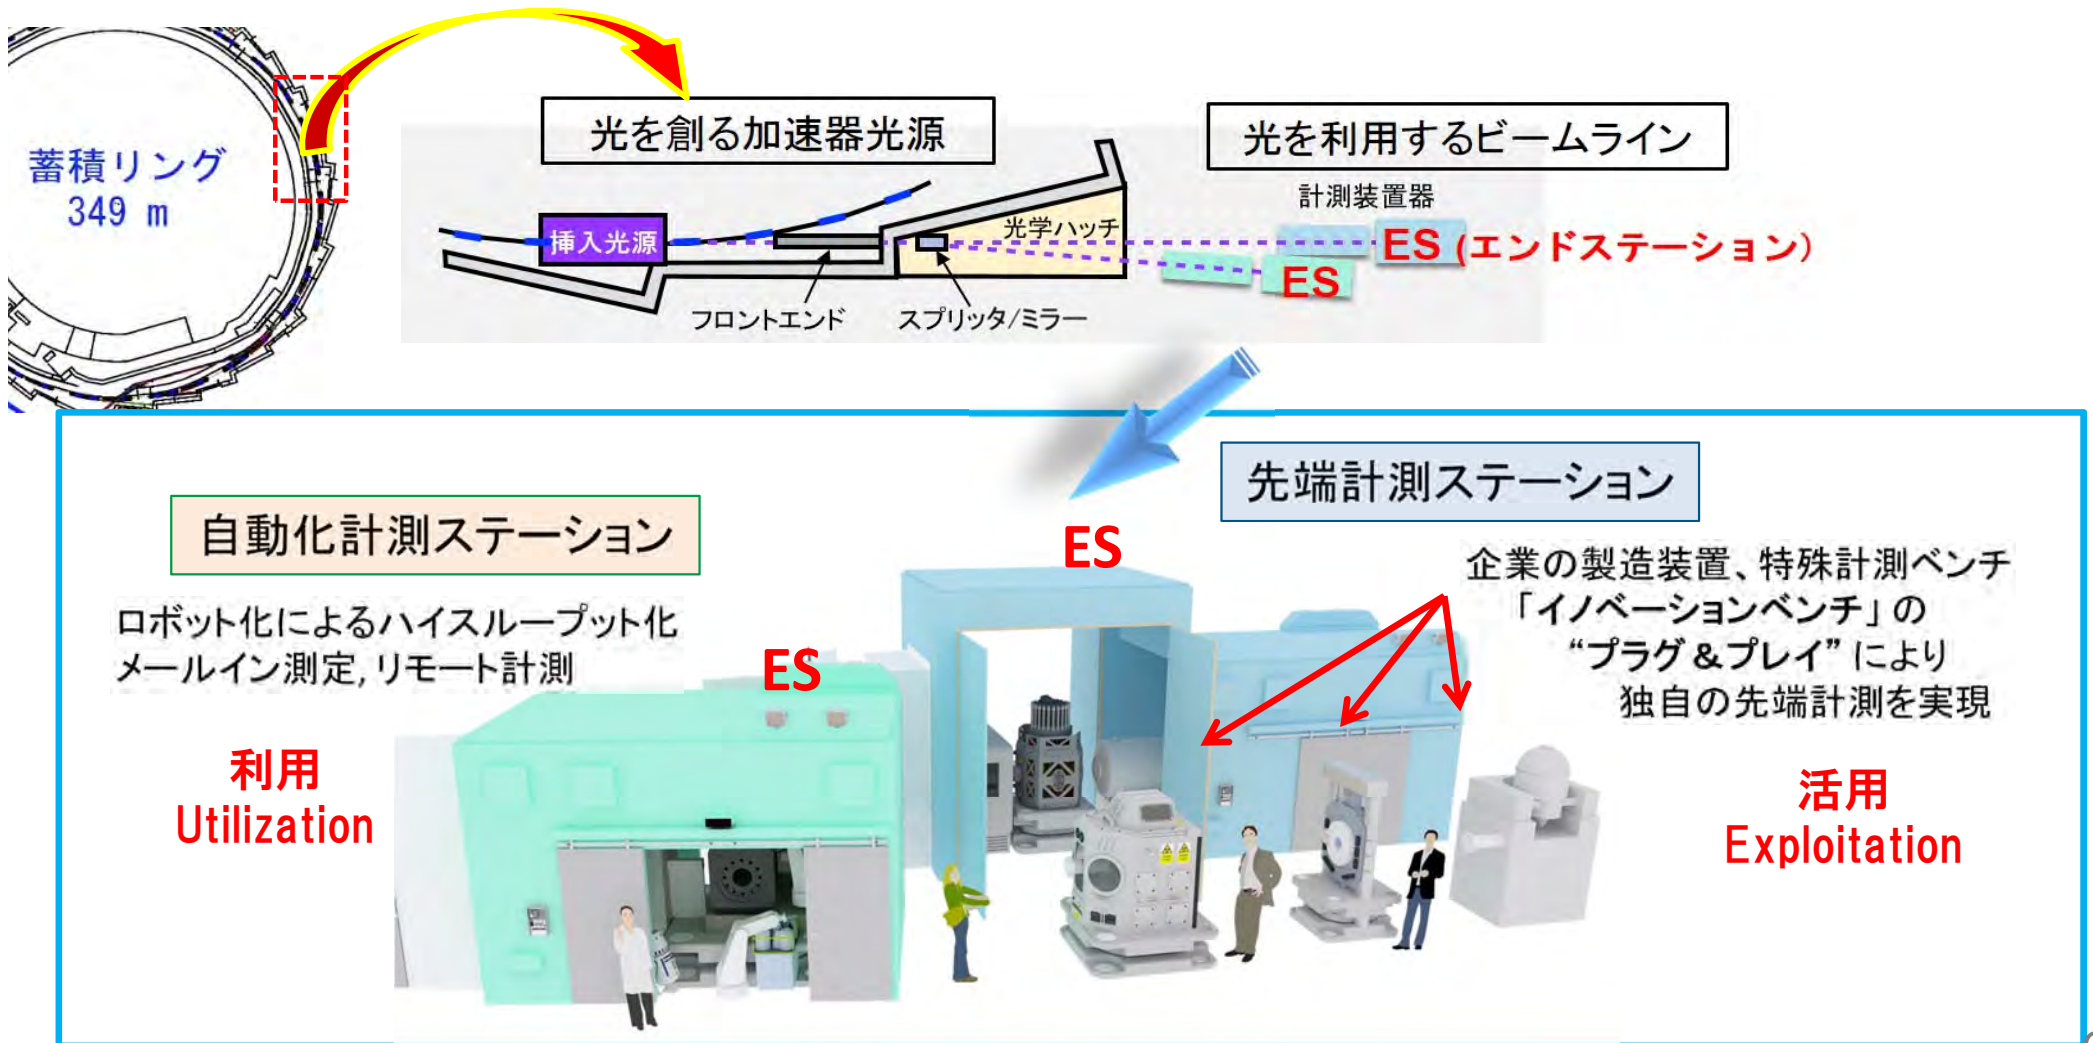 蓄積リング
349 m
光を創る加速器光源
光を利用するビームライン
計測装置器
挿入光源
光学ハッチ
ES (エンドステーション)
ES
フロントエンド
スプリッタ/ミラー
自動化計測ステーション
ロボット化によるハイスループット化
メールイン測定, リモート計測
ES
ES
利用
Utilization
先端計測ステーション
企業の製造装置、特殊計測ベンチ
「イノベーションベンチ」の
“プラグ&プレイ” により
独自の先端計測を実現
活用
Exploitation